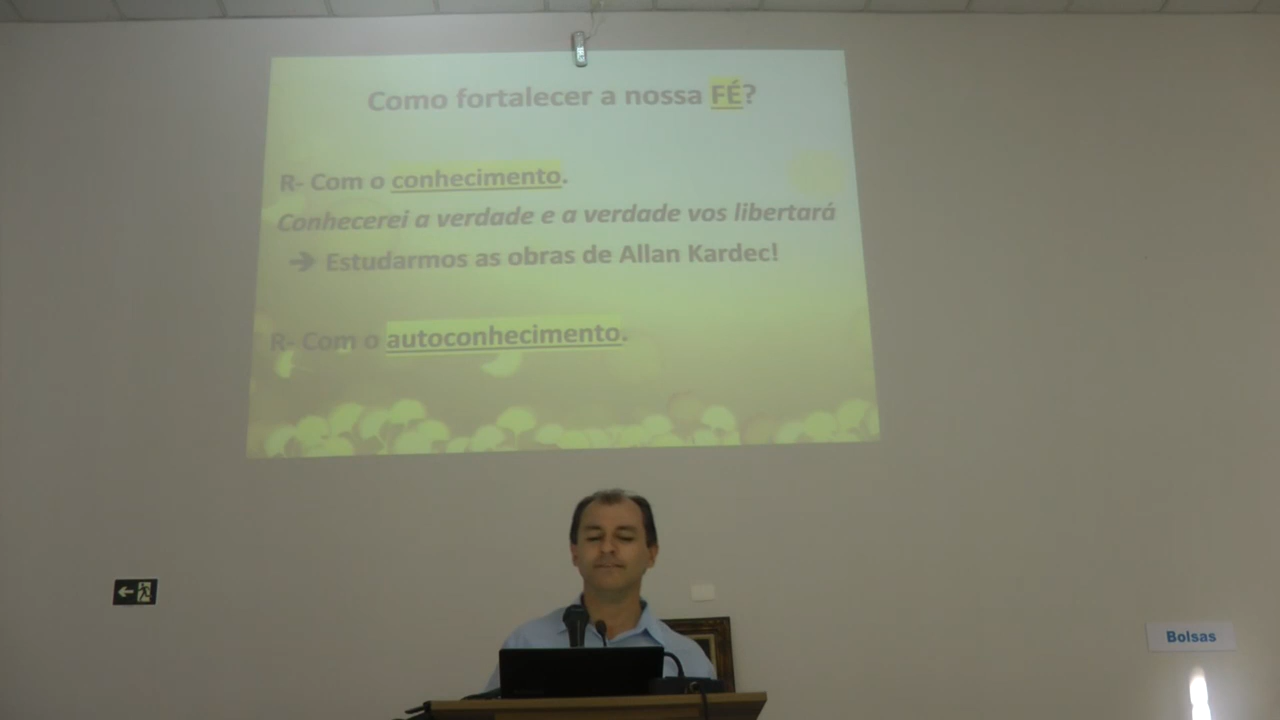 Como fortalecer a nossa FÉ?
R- Com o conhecimento.
Conhecerei a verdade e a verdade vos libertará
➔ Estudarmos as obras de Allan Kardec!
R- Com o autoconhecimento.
Bolsas